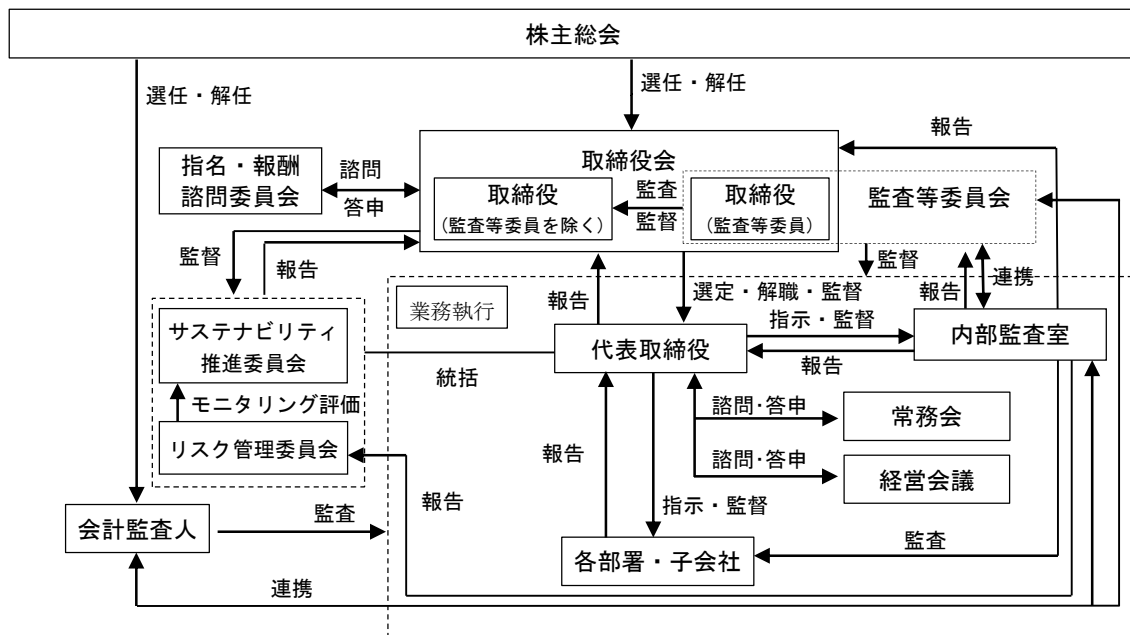 株主総会
選任・解任
選任・解任
報告
指名・報酬
諮問委員会
諮問
答申
取締役会
取締役
(監査等委員を除く)
監査
監督
取締役
(監査等委員)
監査等委員会
監督
報告
監督
報告
連携
業務執行
報告
選定・解職・監督
サステナビリティ
推進委員会
統括
代表取締役
指示・監督
報告
内部監査室
モニタリング評価
リスク管理委員会
諮問・答申
常務会
諮問・答申
経営会議
報告
報告
指示・監督
会計監査人
監査
各部署・子会社
監査
連携